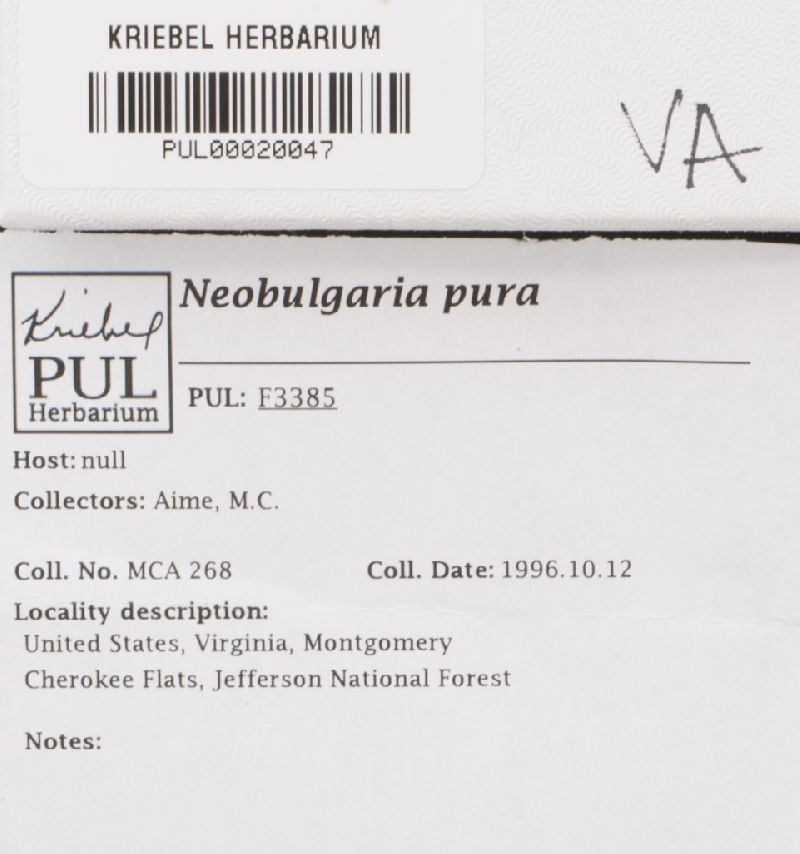 KRIEBEL HERBARIUM
PUL00020047
VA
Neobulgaria pura
Kriebel
PUL
Herbarium
PUL: F3385
Host: null
Collectors: Aime, M.C.
Coll. No. MCA 268 Coll. Date: 1996.10.12
Locality description:
United States, Virginia, Montgomery
Cherokee Flats, Jefferson National Forest
Notes: